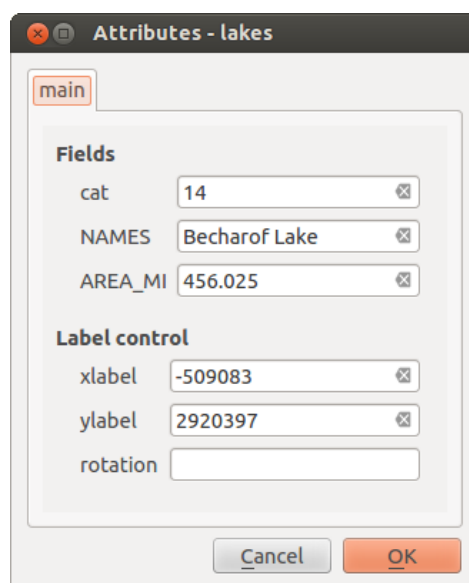 Attributes - lakes
main
Fields
cat 14
NAMES Becharof Lake
AREA_MI 456.025
Label control
xlabel -509083
ylabel 2920397
rotation
Cancel OK